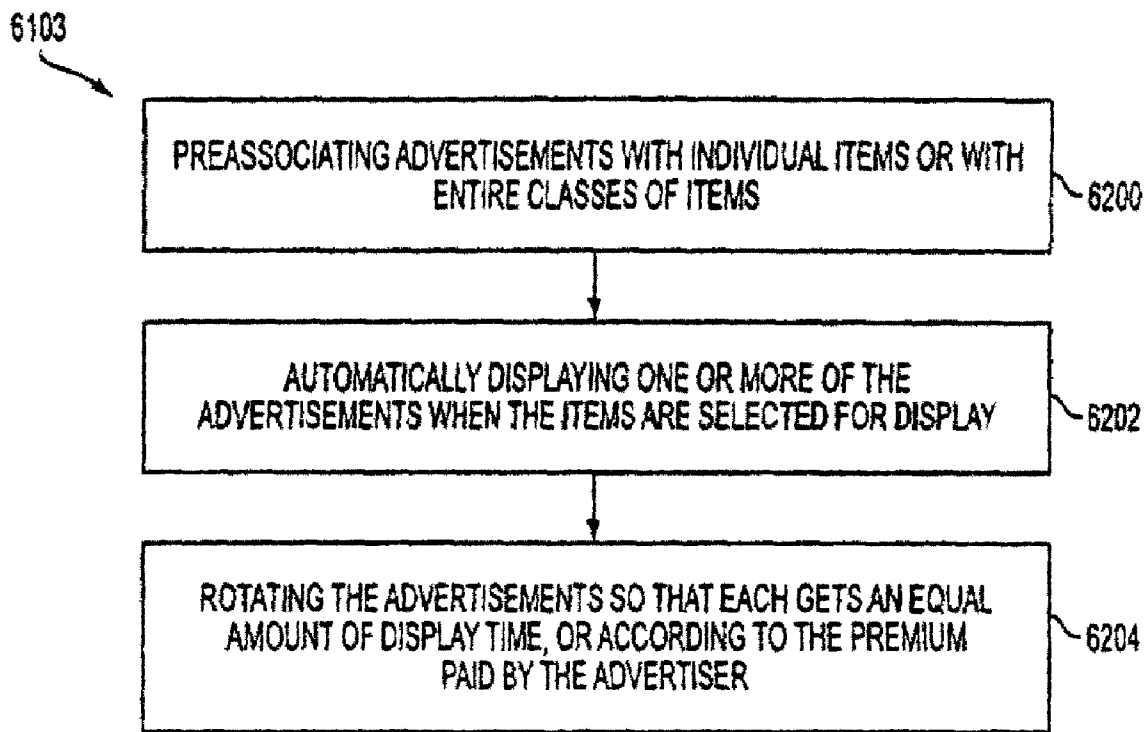 6103
PREASSOCIATING ADVERTISEMENTS WITH INDIVIDUAL ITEMS OR WITH
ENTIRE CLASSES OF ITEMS
6200
AUTOMATICALLY DISPLAYING ONE OR MORE OF THE
ADVERTISEMENTS WHEN THE ITEMS ARE SELECTED FOR DISPLAY
6202
ROTATING THE ADVERTISEMENTS SO THAT EACH GETS AN EQUAL
AMOUNT OF DISPLAY TIME, OR ACCORDING TO THE PREMIUM
PAID BY THE ADVERTISER
6204